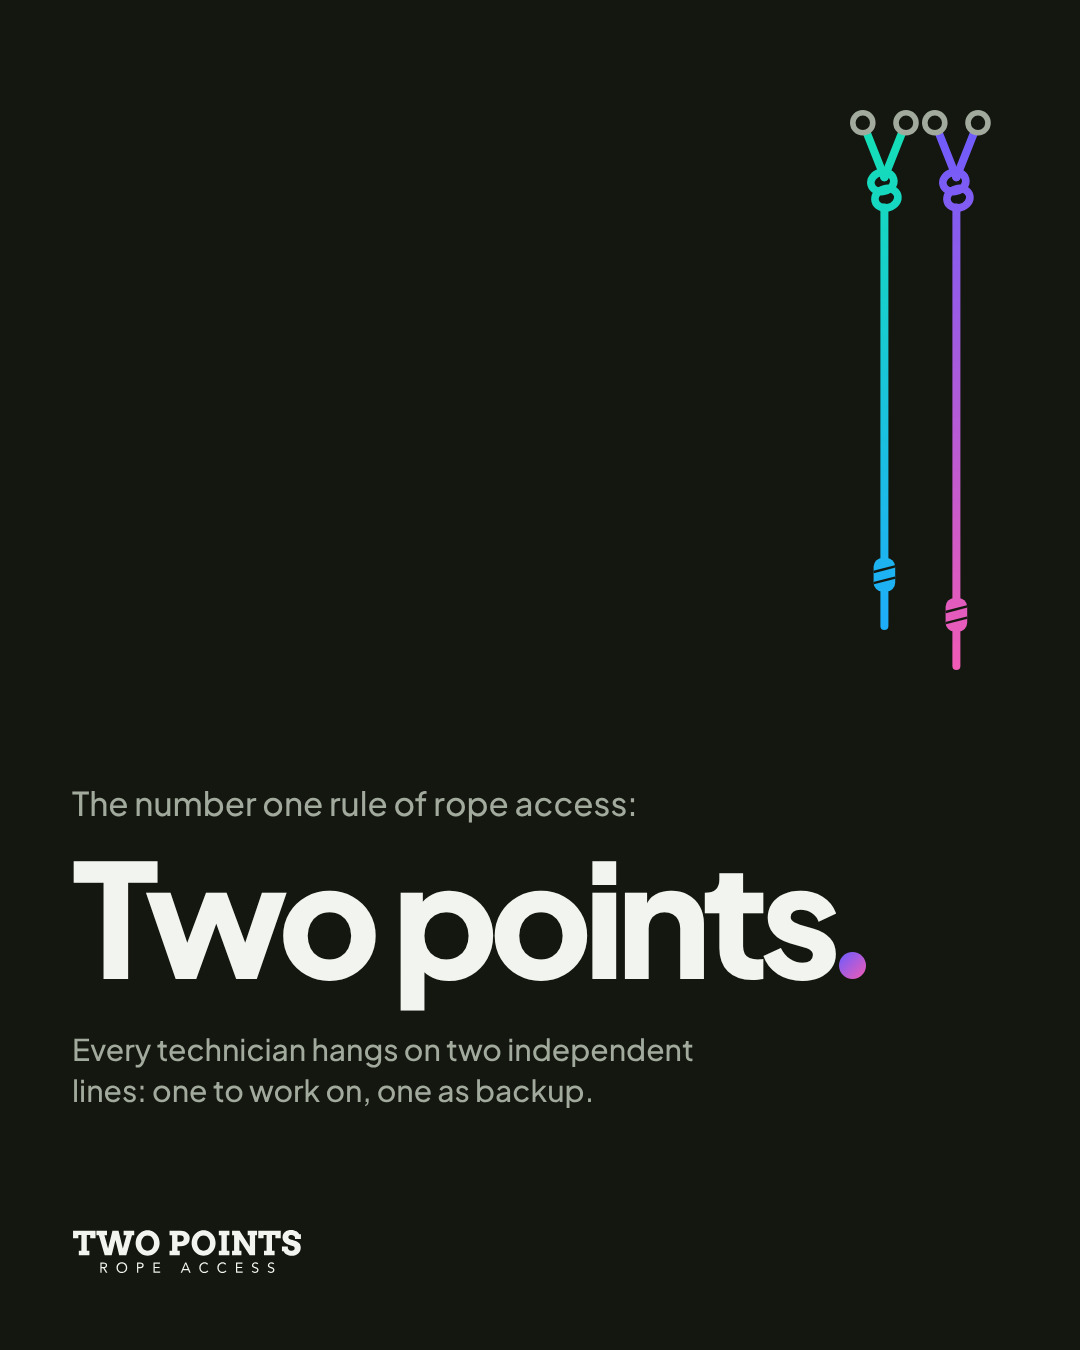 The number one rule of rope access:
Two points.
Every technician hangs on two independent
lines: one to work on, one as backup.
TWO POINTS
ROPE ACCESS